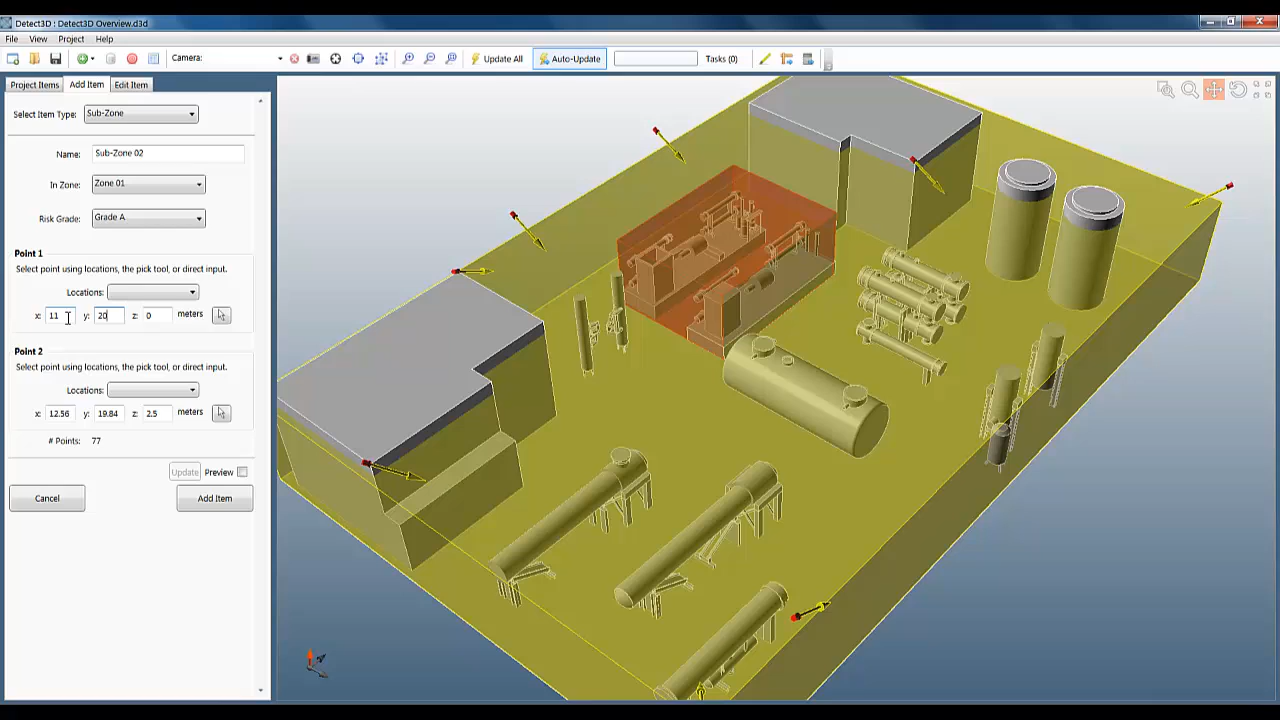 Detect3D : Detect3D Overview.d3d
File View Project Help
Camera: Update All Auto-Update Tasks (0)
Project Items Add Item Edit Item
Select Item Type: Sub-Zone
Name: Sub-Zone 02
In Zone: Zone 01
Risk Grade: Grade A
Point 1
Select point using locations, the pick tool, or direct input.
Locations:
x: 11 y: 20 z: 0 meters
Point 2
Select point using locations, the pick tool, or direct input.
Locations:
x: 12.56 y: 19.84 z: 2.5 meters
# Points: 77
Update Preview
Cancel Add Item